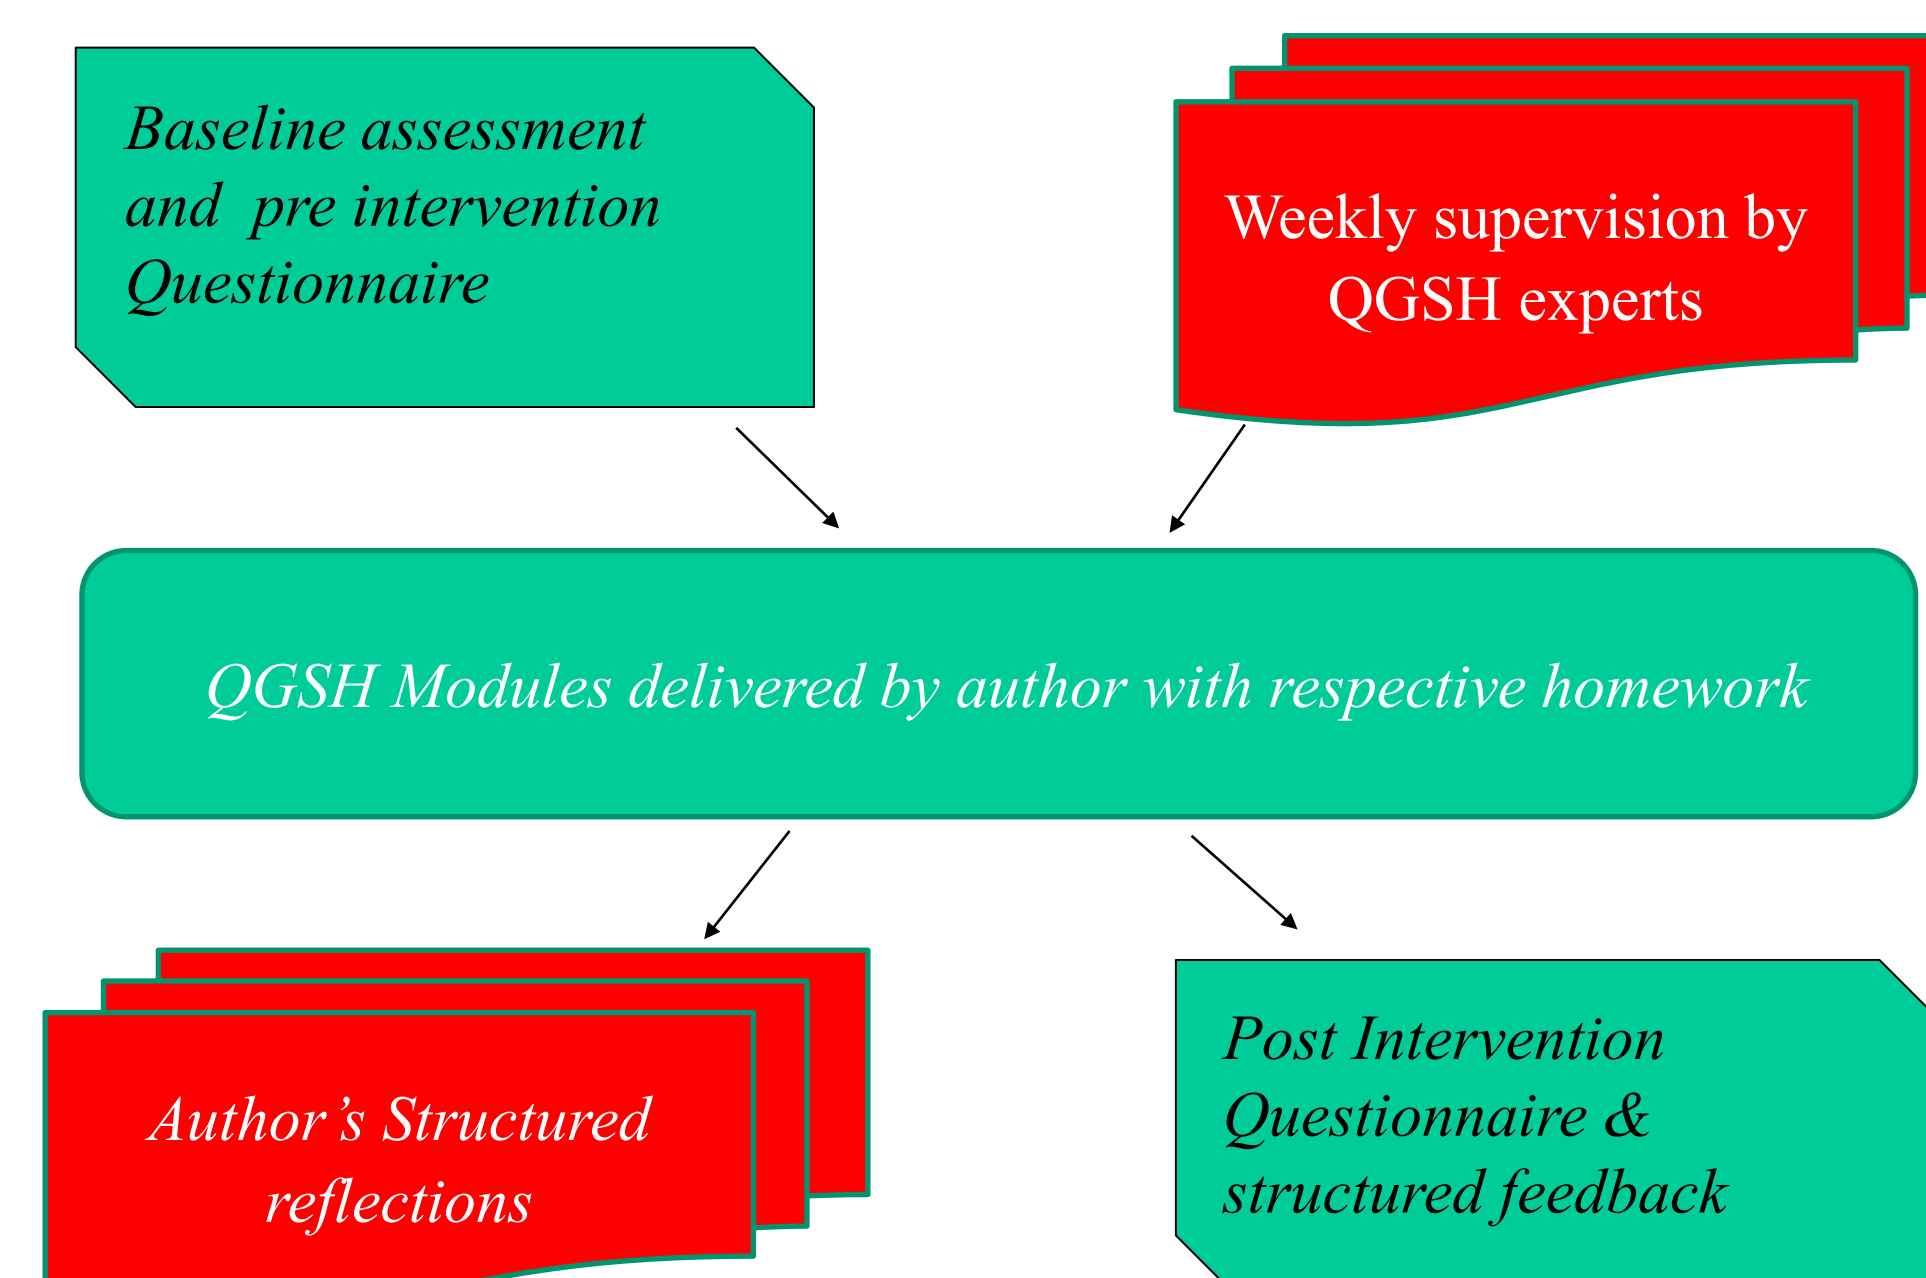 Baseline assessment
and pre intervention
Questionnaire
Weekly supervision by
QGSH experts
QGSH Modules delivered by author with respective homework
Author’s Structured
reflections
Post Intervention
Questionnaire &
structured feedback